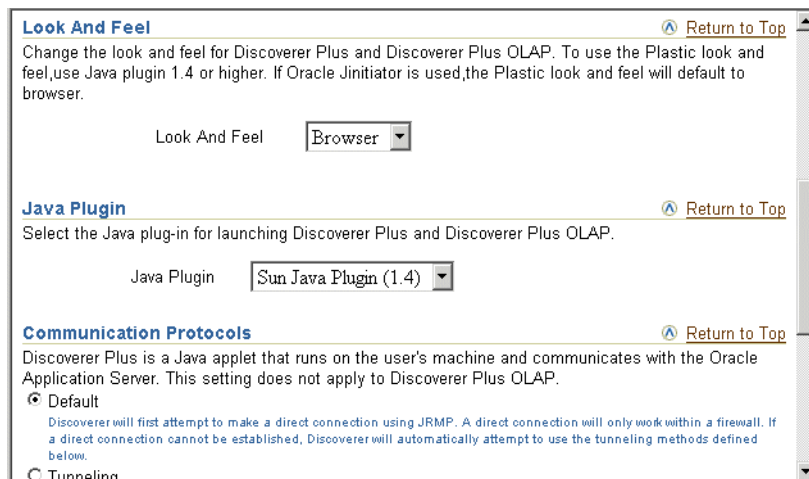 Look And Feel Return to Top
Change the look and feel for Discoverer Plus and Discoverer Plus OLAP. To use the Plastic look and
feel,use Java plugin 1.4 or higher. If Oracle Jinitiator is used,the Plastic look and feel will default to
browser.
Look And Feel Browser
Java Plugin Return to Top
Select the Java plug-in for launching Discoverer Plus and Discoverer Plus OLAP.
Java Plugin Sun Java Plugin (1.4)
Communication Protocols Return to Top
Discoverer Plus is a Java applet that runs on the user's machine and communicates with the Oracle
Application Server. This setting does not apply to Discoverer Plus OLAP.
Default
Discoverer will first attempt to make a direct connection using JRMP. A direct connection will only work within a firewall. If
a direct connection cannot be established, Discoverer will automatically attempt to use the tunneling methods defined
below.
Tunneling